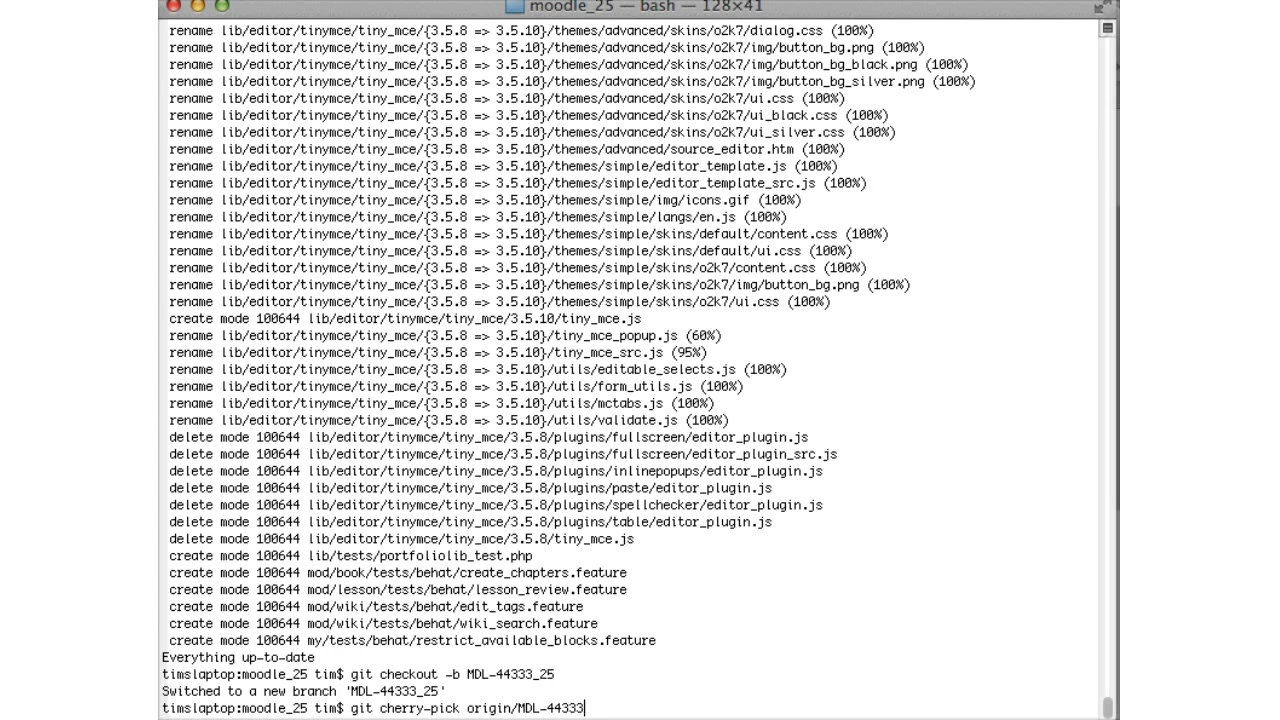 moodle_25 — bash — 128×41
rename lib/editor/tinymce/tiny_mce/{3.5.8 => 3.5.10}/themes/advanced/skins/o2k7/dialog.css (100%)
rename lib/editor/tinymce/tiny_mce/{3.5.8 => 3.5.10}/themes/advanced/skins/o2k7/img/button_bg.png (100%)
rename lib/editor/tinymce/tiny_mce/{3.5.8 => 3.5.10}/themes/advanced/skins/o2k7/img/button_bg_black.png (100%)
rename lib/editor/tinymce/tiny_mce/{3.5.8 => 3.5.10}/themes/advanced/skins/o2k7/img/button_bg_silver.png (100%)
rename lib/editor/tinymce/tiny_mce/{3.5.8 => 3.5.10}/themes/advanced/skins/o2k7/ui.css (100%)
rename lib/editor/tinymce/tiny_mce/{3.5.8 => 3.5.10}/themes/advanced/skins/o2k7/ui_black.css (100%)
rename lib/editor/tinymce/tiny_mce/{3.5.8 => 3.5.10}/themes/advanced/skins/o2k7/ui_silver.css (100%)
rename lib/editor/tinymce/tiny_mce/{3.5.8 => 3.5.10}/themes/advanced/source_editor.htm (100%)
rename lib/editor/tinymce/tiny_mce/{3.5.8 => 3.5.10}/themes/simple/editor_template.js (100%)
rename lib/editor/tinymce/tiny_mce/{3.5.8 => 3.5.10}/themes/simple/editor_template_src.js (100%)
rename lib/editor/tinymce/tiny_mce/{3.5.8 => 3.5.10}/themes/simple/img/icons.gif (100%)
rename lib/editor/tinymce/tiny_mce/{3.5.8 => 3.5.10}/themes/simple/langs/en.js (100%)
rename lib/editor/tinymce/tiny_mce/{3.5.8 => 3.5.10}/themes/simple/skins/default/content.css (100%)
rename lib/editor/tinymce/tiny_mce/{3.5.8 => 3.5.10}/themes/simple/skins/default/ui.css (100%)
rename lib/editor/tinymce/tiny_mce/{3.5.8 => 3.5.10}/themes/simple/skins/o2k7/content.css (100%)
rename lib/editor/tinymce/tiny_mce/{3.5.8 => 3.5.10}/themes/simple/skins/o2k7/img/button_bg.png (100%)
rename lib/editor/tinymce/tiny_mce/{3.5.8 => 3.5.10}/themes/simple/skins/o2k7/ui.css (100%)
create mode 100644 lib/editor/tinymce/tiny_mce/3.5.10/tiny_mce.js
rename lib/editor/tinymce/tiny_mce/{3.5.8 => 3.5.10}/tiny_mce_popup.js (60%)
rename lib/editor/tinymce/tiny_mce/{3.5.8 => 3.5.10}/tiny_mce_src.js (95%)
rename lib/editor/tinymce/tiny_mce/{3.5.8 => 3.5.10}/utils/editable_selects.js (100%)
rename lib/editor/tinymce/tiny_mce/{3.5.8 => 3.5.10}/utils/form_utils.js (100%)
rename lib/editor/tinymce/tiny_mce/{3.5.8 => 3.5.10}/utils/mctabs.js (100%)
rename lib/editor/tinymce/tiny_mce/{3.5.8 => 3.5.10}/utils/validate.js (100%)
delete mode 100644 lib/editor/tinymce/tiny_mce/3.5.8/plugins/fullscreen/editor_plugin.js
delete mode 100644 lib/editor/tinymce/tiny_mce/3.5.8/plugins/fullscreen/editor_plugin_src.js
delete mode 100644 lib/editor/tinymce/tiny_mce/3.5.8/plugins/inlinepopups/editor_plugin.js
delete mode 100644 lib/editor/tinymce/tiny_mce/3.5.8/plugins/paste/editor_plugin.js
delete mode 100644 lib/editor/tinymce/tiny_mce/3.5.8/plugins/spellchecker/editor_plugin.js
delete mode 100644 lib/editor/tinymce/tiny_mce/3.5.8/plugins/table/editor_plugin.js
delete mode 100644 lib/editor/tinymce/tiny_mce/3.5.8/tiny_mce.js
create mode 100644 lib/tests/portfoliolib_test.php
create mode 100644 mod/book/tests/behat/create_chapters.feature
create mode 100644 mod/lesson/tests/behat/lesson_review.feature
create mode 100644 mod/wiki/tests/behat/edit_tags.feature
create mode 100644 mod/wiki/tests/behat/wiki_search.feature
create mode 100644 my/tests/behat/restrict_available_blocks.feature
Everything up-to-date
timslaptop:moodle_25 tim$ git checkout -b MDL-44333_25
Switched to a new branch 'MDL-44333_25'
timslaptop:moodle_25 tim$ git cherry-pick origin/MDL-44333